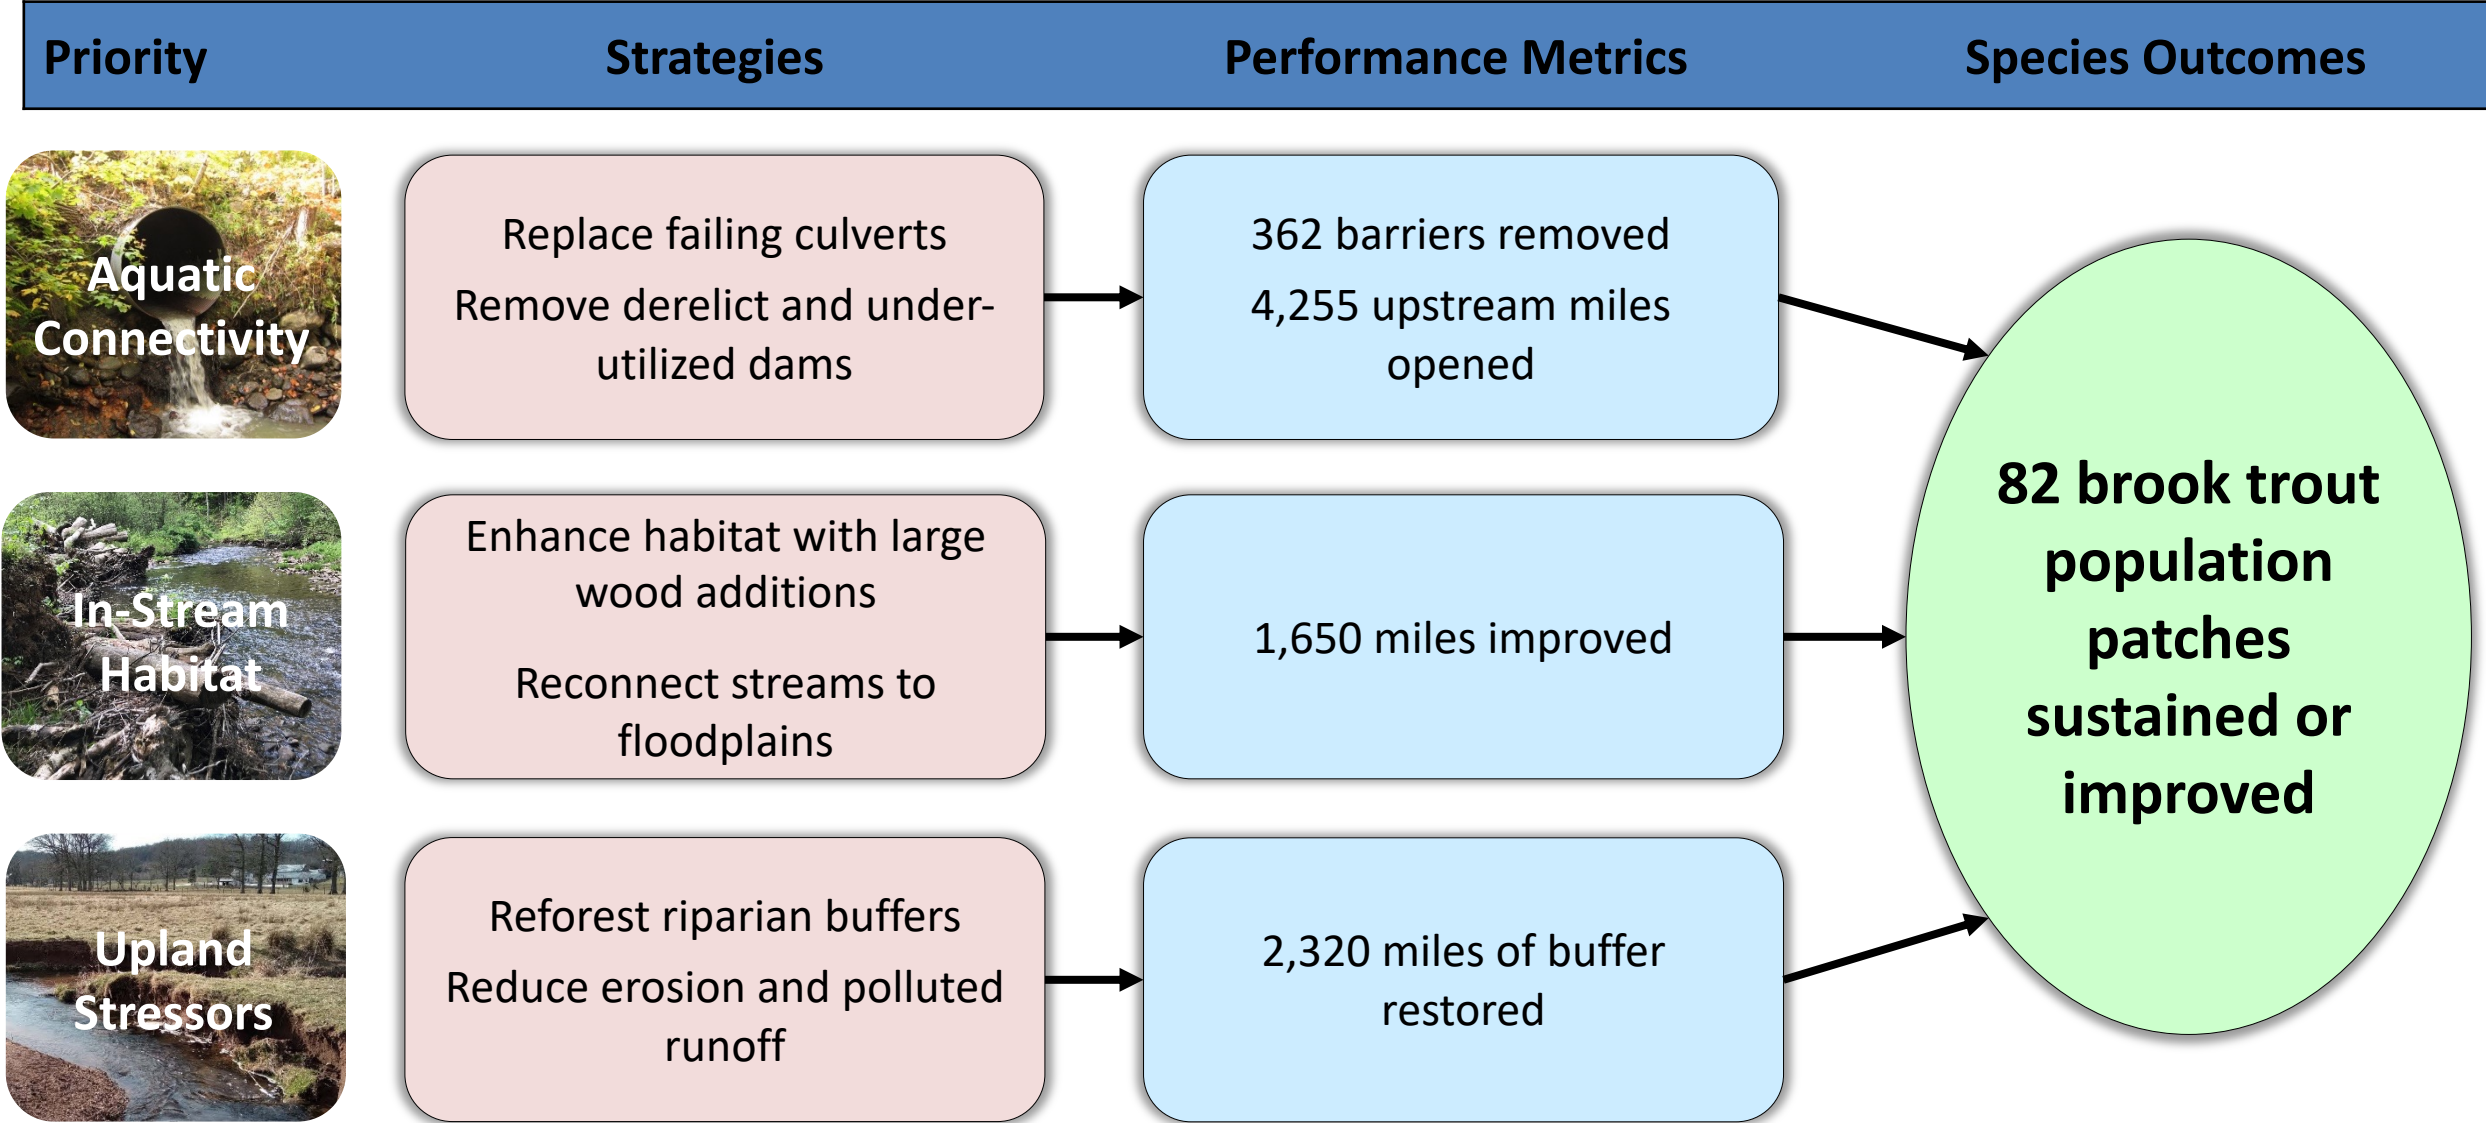 Priority
Strategies
Performance Metrics
Species Outcomes
Aquatic
Connectivity
Replace failing culverts
Remove derelict and under-
utilized dams
362 barriers removed
4,255 upstream miles
opened
In-Stream
Habitat
Enhance habitat with large
wood additions
Reconnect streams to
floodplains
1,650 miles improved
Upland
Stressors
Reforest riparian buffers
Reduce erosion and polluted
runoff
2,320 miles of buffer
restored
82 brook trout
population
patches
sustained or
improved